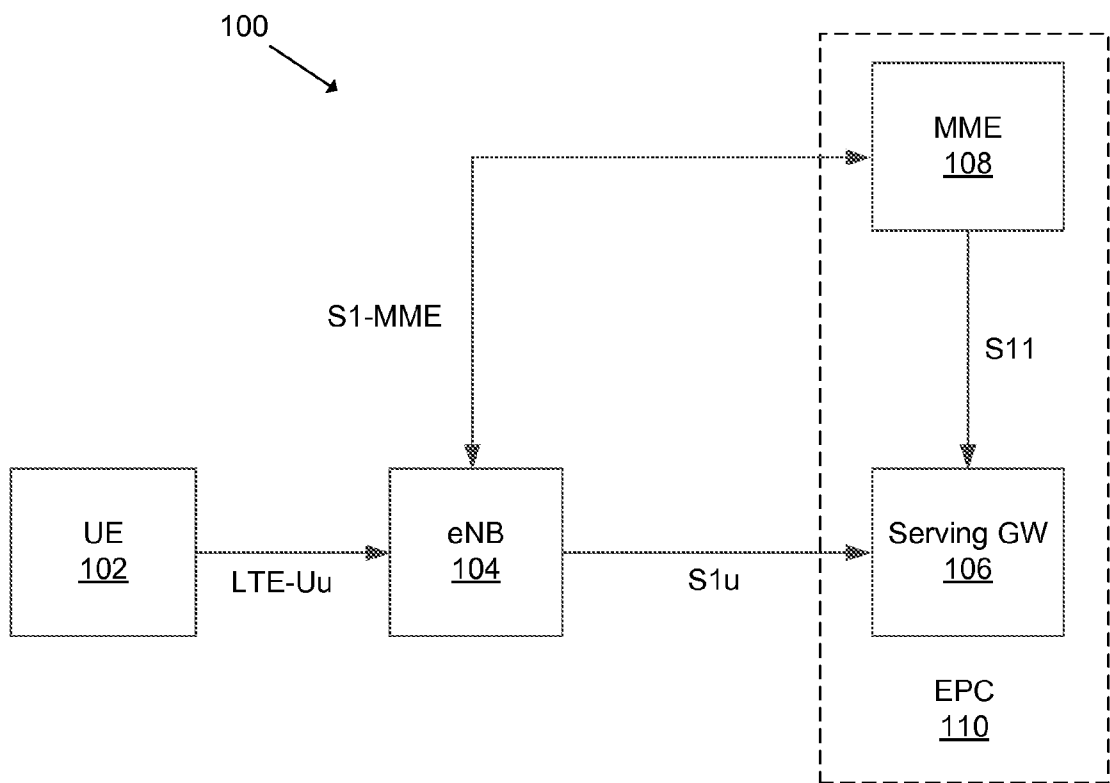 100
MME
108
S1-MME
S11
UE
102
LTE-Uu
eNB
104
S1u
Serving GW
106
EPC
110